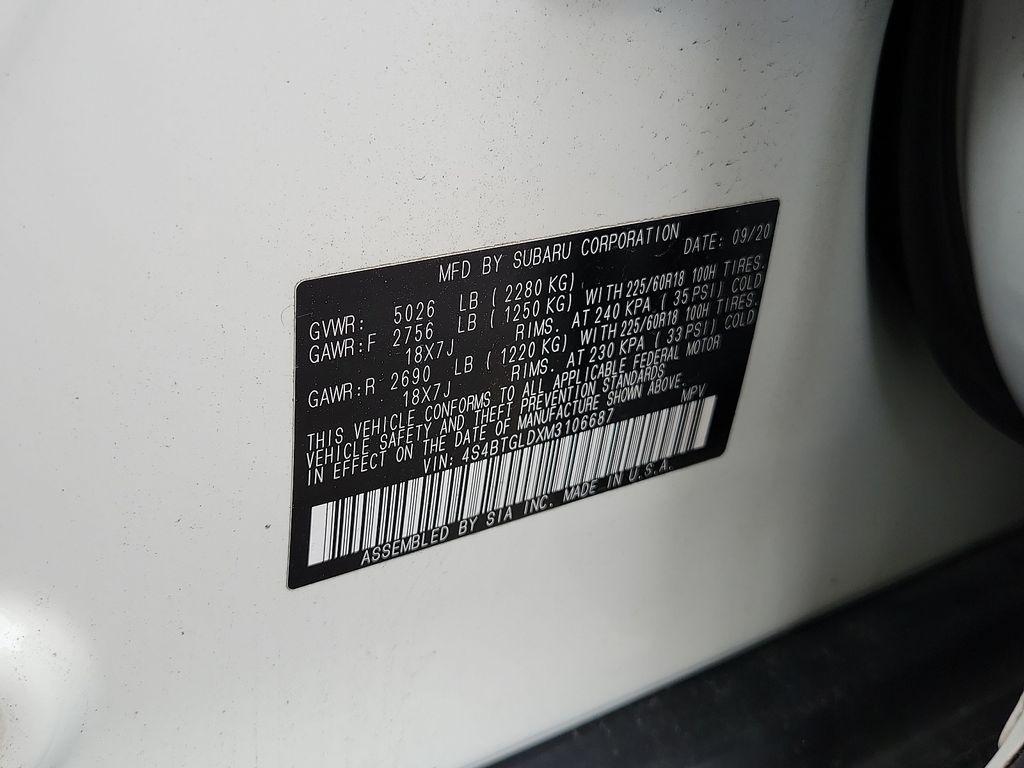 MFD BY SUBARU CORPORATION DATE: 09/20
GVWR: 5026 LB (2280 KG)
GAWR:F 2756 LB (1250 KG) WITH 225/60R18 100H TIRES.
18X7J RIMS. AT 240 KPA (35 PSI) COLD
GAWR:R 2690 LB (1220 KG) WITH 225/60R18 100H TIRES.
18X7J RIMS. AT 230 KPA (33 PSI) COLD
THIS VEHICLE CONFORMS TO ALL APPLICABLE FEDERAL MOTOR
VEHICLE SAFETY AND THEFT PREVENTION STANDARDS
IN EFFECT ON THE DATE OF MANUFACTURE SHOWN ABOVE.
VIN: 4S4BTGLDXM3106687 MPV
ASSEMBLED BY SIA INC. MADE IN U.S.A.